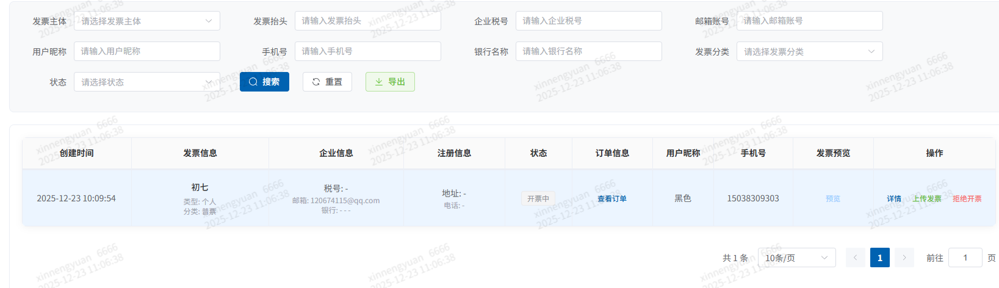 发票主体 请选择发票主体 发票抬头 请输入发票抬头 企业税号 请输入企业税号 邮箱账号 请输入邮箱账号
用户昵称 请输入用户昵称 手机号 请输入手机号 银行名称 请输入银行名称 发票分类 请选择发票分类
状态 请选择状态 搜索 重置 导出
创建时间 发票信息 企业信息 注册信息 状态 订单信息 用户昵称 手机号 发票预览 操作
初七
税号: -
地址: -
2025-12-23 10:09:54 类型: 个人 邮箱: 120674115@qq.com 开票中 查看订单 黑色 15038309303 预览 详情 上传发票 拒绝开票
电话: -
分类: 普票 银行: - - -
共 1 条 10条/页 1 前往 1 页
xinnengyuan 6666
2025-12-23 11:06:38